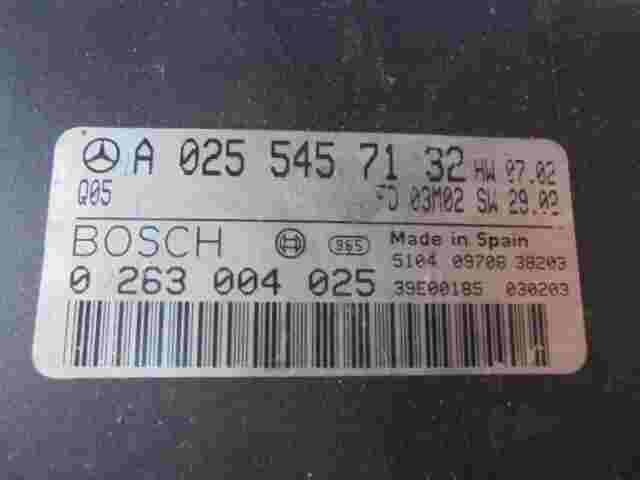 A 025 545 71 32 HW 07.02
Q05 FD 03M02 SW 29.02
BOSCH 965 Made in Spain
5104 09708 38203
0 263 004 025 39E00185 030203